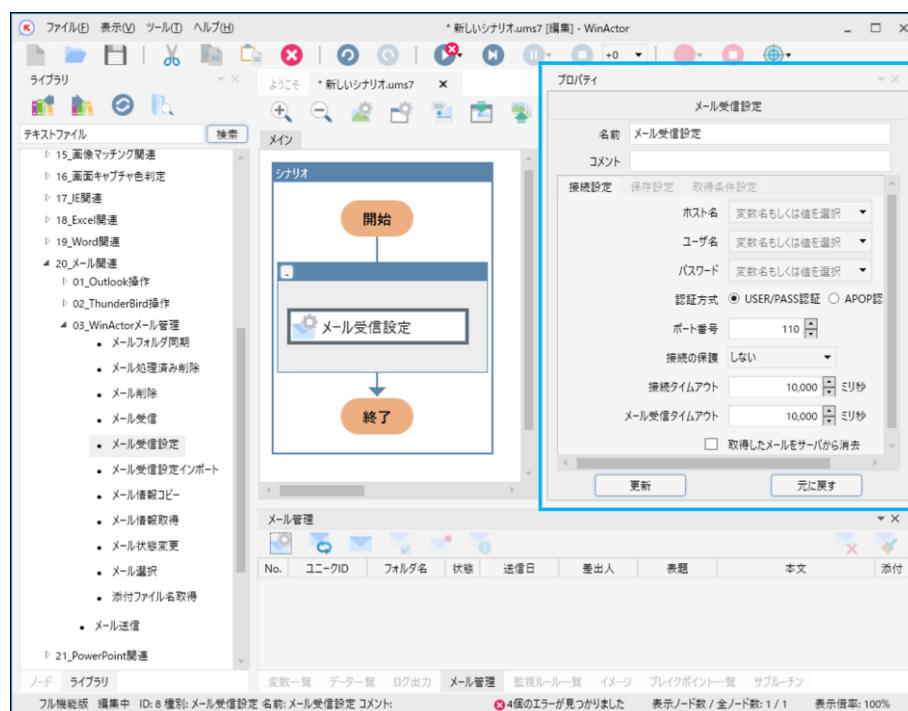 ファイル(F) 表示(V) ツール(T) ヘルプ(H)
* 新しいシナリオ.ums7 [編集] - WinActor
+0
ライブラリ
テキストファイル
検索
15_画像マッチング関連
16_画面キャプチャ色判定
17_IE関連
18_Excel関連
19_Word関連
20_メール関連
01_Outlook操作
02_ThunderBird操作
03_WinActorメール管理
メールフォルダ同期
メール処理済み削除
メール削除
メール受信
メール受信設定
メール受信設定インポート
メール情報コピー
メール情報取得
メール状態変更
メール選択
添付ファイル名取得
メール送信
21_PowerPoint関連
ノード ライブラリ
ようこそ * 新しいシナリオ.ums7
メイン
シナリオ
開始
メール受信設定
終了
プロパティ
メール受信設定
名前 メール受信設定
コメント
接続設定 保存設定 取得条件設定
ホスト名 変数名もしくは値を選択
ユーザ名 変数名もしくは値を選択
パスワード 変数名もしくは値を選択
認証方式 USER/PASS認証 APOP認
ポート番号 110
接続の保護 しない
接続タイムアウト 10,000 ミリ秒
メール受信タイムアウト 10,000 ミリ秒
取得したメールをサーバから消去
更新 元に戻す
メール管理
No. ユニークID フォルダ名 状態 送信日 差出人 表題 本文 添付
変数一覧 データ一覧 ログ出力 メール管理 監視ルール一覧 イメージ ブレイクポイント一覧 サブルーチン
フル機能版 編集中 ID: 8 種別: メール受信設定 名前: メール受信設定 コメント: 4個のエラーが見つかりました 表示ノード数 / 全ノード数: 1 / 1 表示倍率: 100%